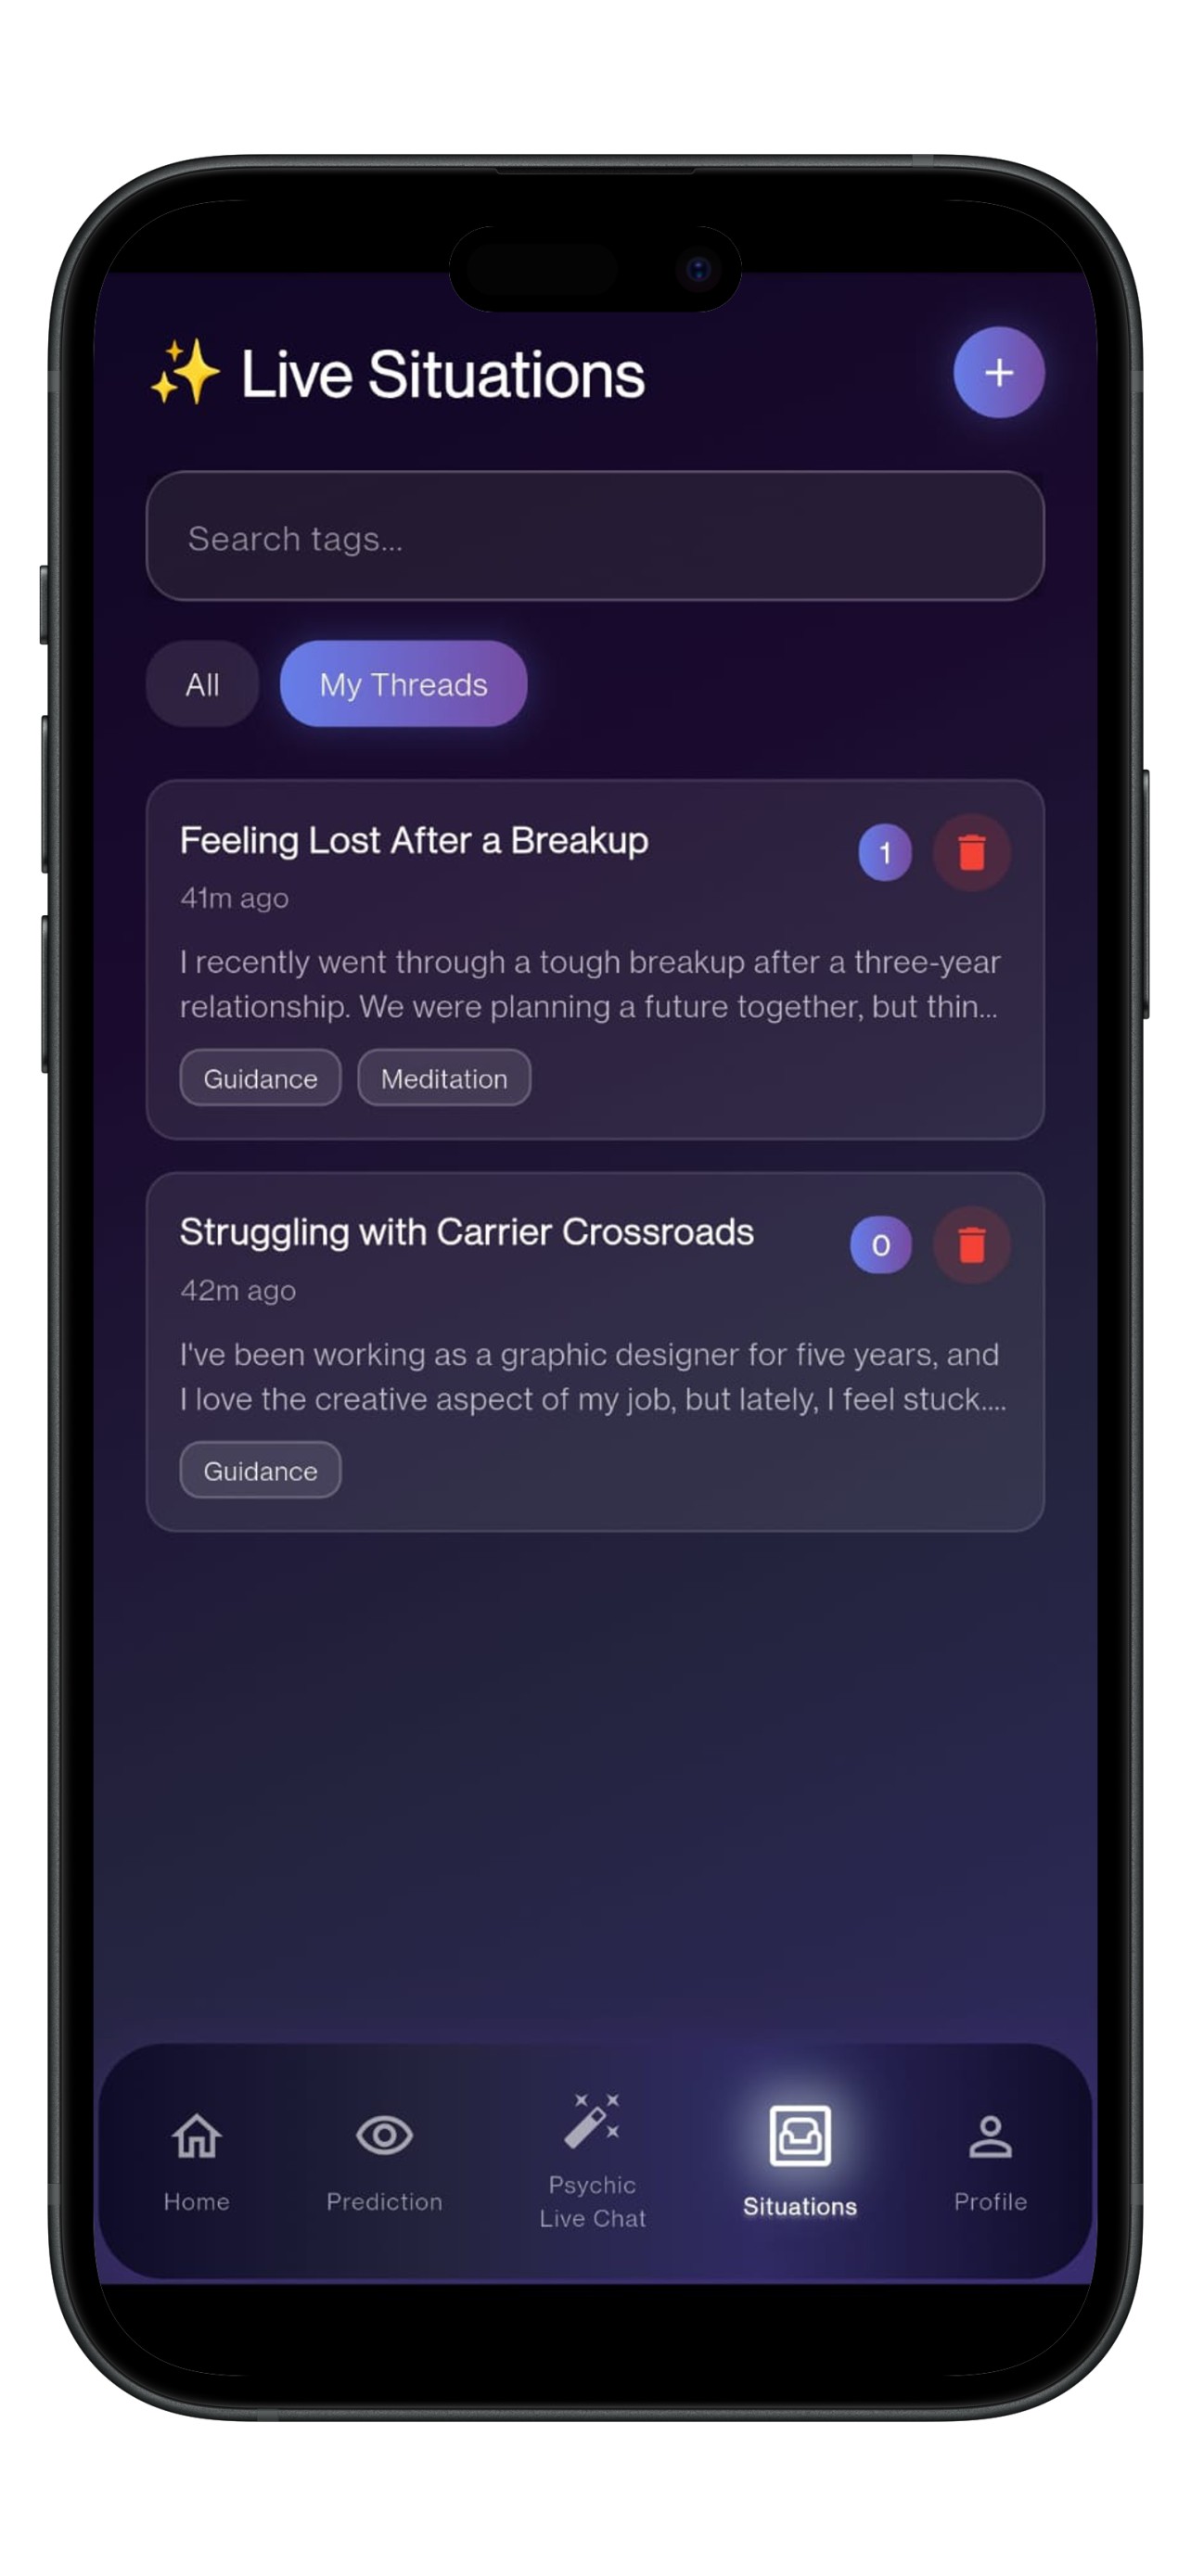 ✨ Live Situations
+
Search tags...
All
My Threads
Feeling Lost After a Breakup
1
41m ago
I recently went through a tough breakup after a three-year
relationship. We were planning a future together, but thin...
Guidance
Meditation
Struggling with Carrier Crossroads
0
42m ago
I've been working as a graphic designer for five years, and
I love the creative aspect of my job, but lately, I feel stuck....
Guidance
Home
Prediction
Psychic
Live Chat
Situations
Profile